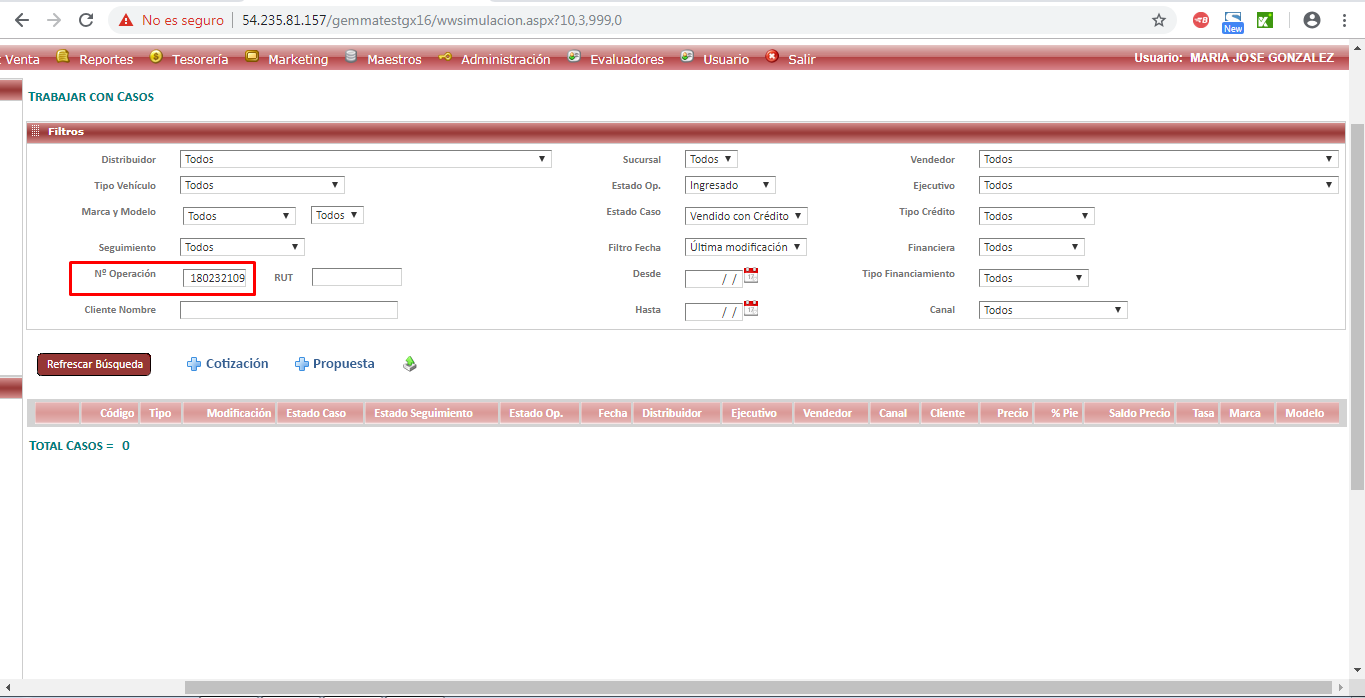 No es seguro 54.235.81.157/gemmatestgx16/wwsimulacion.aspx?10,3,999,0 New
Venta Reportes Tesorería Marketing Maestros Administración Evaluadores Usuario Salir Usuario: MARIA JOSE GONZALEZ
TRABAJAR CON CASOS
Filtros
Distribuidor Todos Sucursal Todos Vendedor Todos
Tipo Vehículo Todos Estado Op. Ingresado Ejecutivo Todos
Marca y Modelo Todos Todos Estado Caso Vendido con Crédito Tipo Crédito Todos
Seguimiento Todos Filtro Fecha Última modificación Financiera Todos
Nº Operación 180232109 RUT Desde / / Tipo Financiamiento Todos
Cliente Nombre Hasta / / Canal Todos
Refrescar Búsqueda Cotización Propuesta
Código Tipo Modificación Estado Caso Estado Seguimiento Estado Op. Fecha Distribuidor Ejecutivo Vendedor Canal Cliente Precio % Pie Saldo Precio Tasa Marca Modelo
TOTAL CASOS = 0